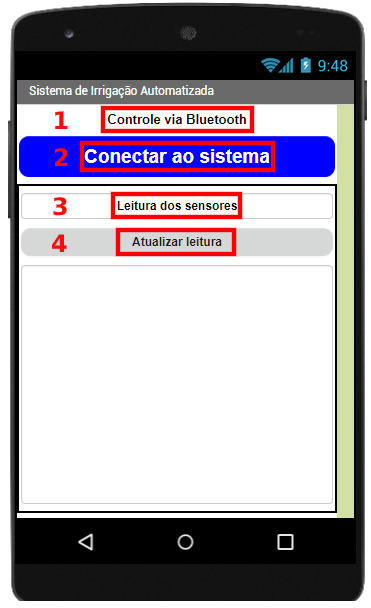 9:48
Sistema de Irrigação Automatizada
1 Controle via Bluetooth
2 Conectar ao sistema
3 Leitura dos sensores
4 Atualizar leitura